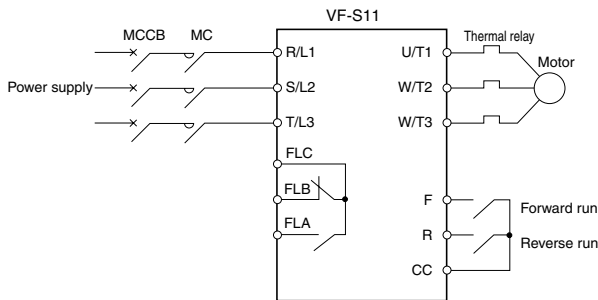 VF-S11
MCCB MC
R/L1 U/T1 Thermal relay
Motor
Power supply S/L2 W/T2
T/L3 W/T3
FLC
FLB F Forward run
FLA R Reverse run
CC